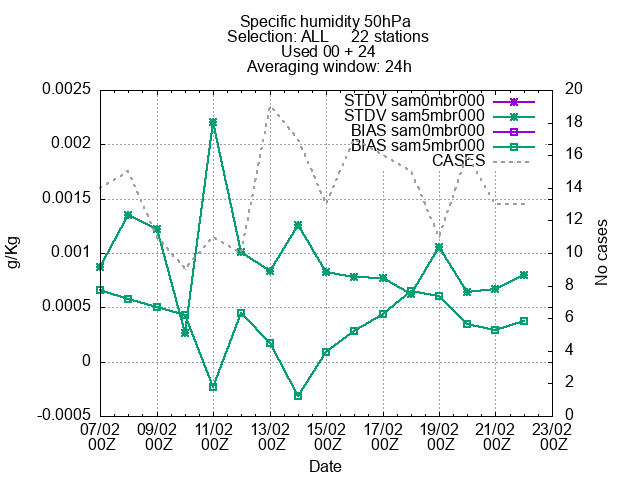 Specific humidity 50hPa
Selection: ALL     22 stations
Used 00 + 24
Averaging window: 24h
STDV sam0mbr000
STDV sam5mbr000
BIAS sam0mbr000
BIAS sam5mbr000
CASES
g/Kg
0.0025
0.002
0.0015
0.001
0.0005
0
-0.0005
No cases
20
18
16
14
12
10
8
6
4
2
0
07/02 09/02 11/02 13/02 15/02 17/02 19/02 21/02 23/02
00Z 00Z 00Z 00Z 00Z 00Z 00Z 00Z 00Z
Date